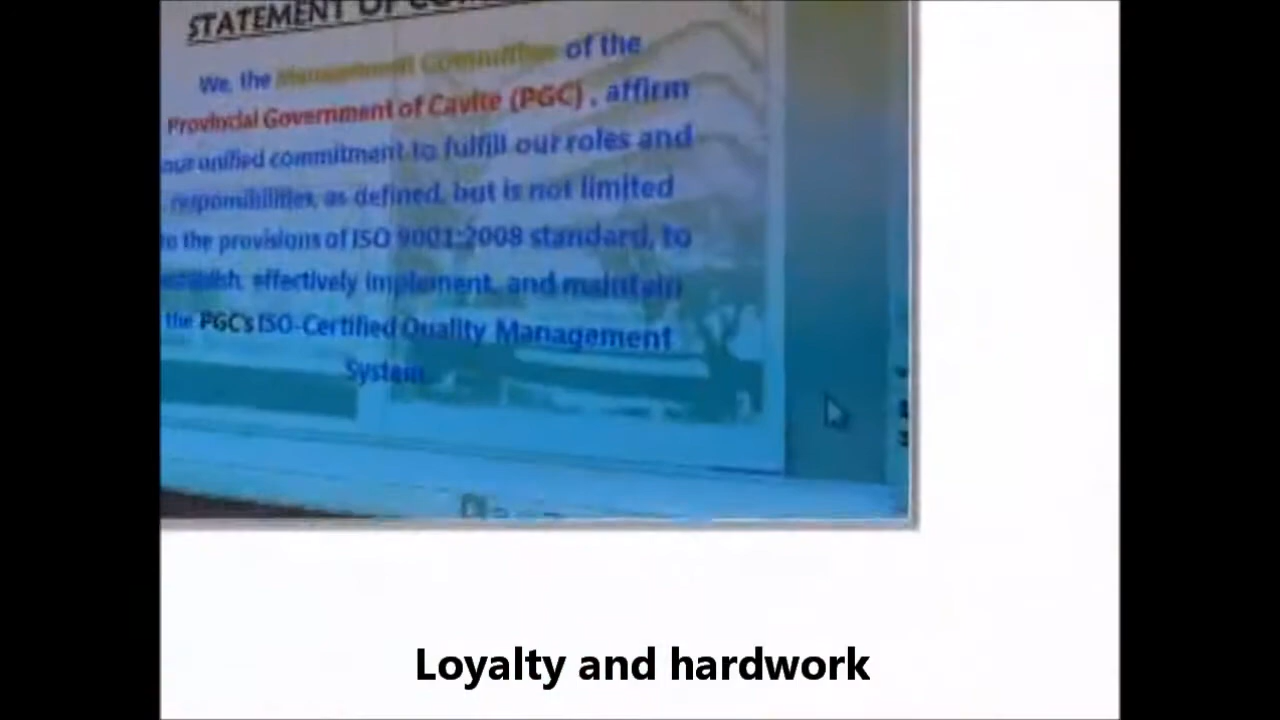 STATEMENT OF
We, the Management Committee of the
Provincial Government of Cavite (PGC) , affirm
our unified commitment to fulfill our roles and
responsibilities, as defined, but is not limited
to the provisions of ISO 9001:2008 standard, to
establish, effectively implement, and maintain
the PGC's ISO-Certified Quality Management
System
Loyalty and hardwork